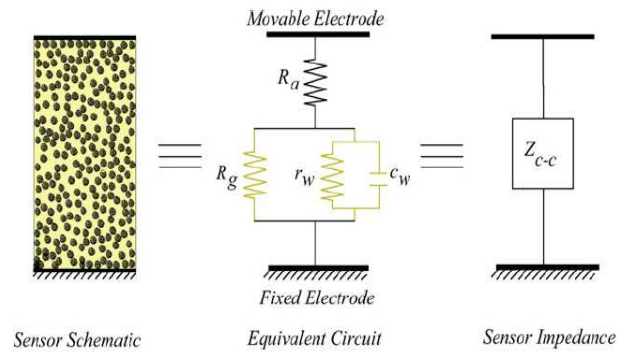 Movable Electrode
R_a
R_g
r_w
c_w
Z_c-c
Fixed Electrode
Sensor Schematic
Equivalent Circuit
Sensor Impedance